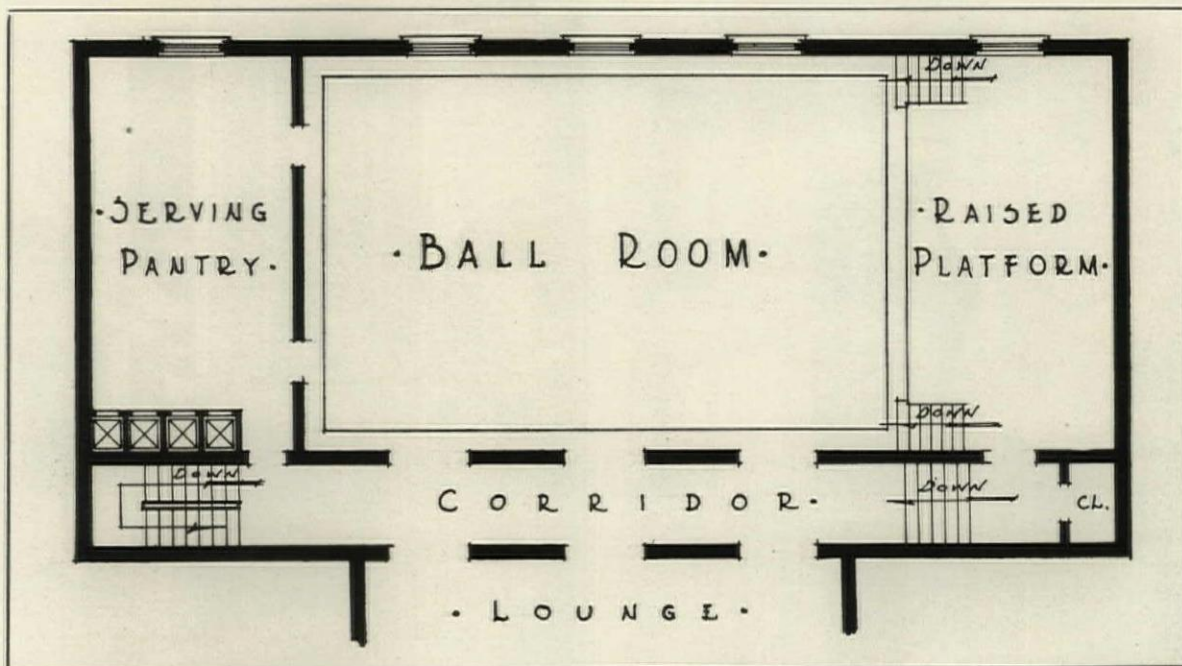 DOWN
· SERVING
PANTRY ·
· BALL ROOM ·
· RAISED
PLATFORM ·
DOWN
DOWN
CORRIDOR ·
DOWN
CL.
· LOUNGE ·